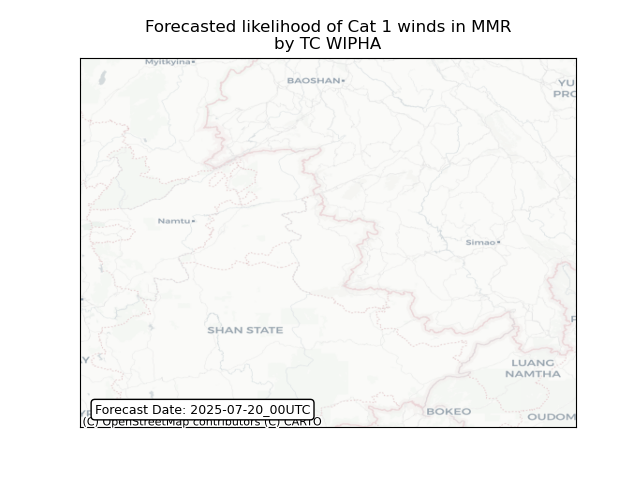 Forecasted likelihood of Cat 1 winds in MMR
by TC WIPHA
Myitkyina
BAOSHAN
YU
PRO
Namtu
Simao
SHAN STATE
LUANG
NAMTHA
BOKEO
OUDOM
Forecast Date: 2025-07-20_00UTC
(C) OpenStreetMap contributors (C) CARTO